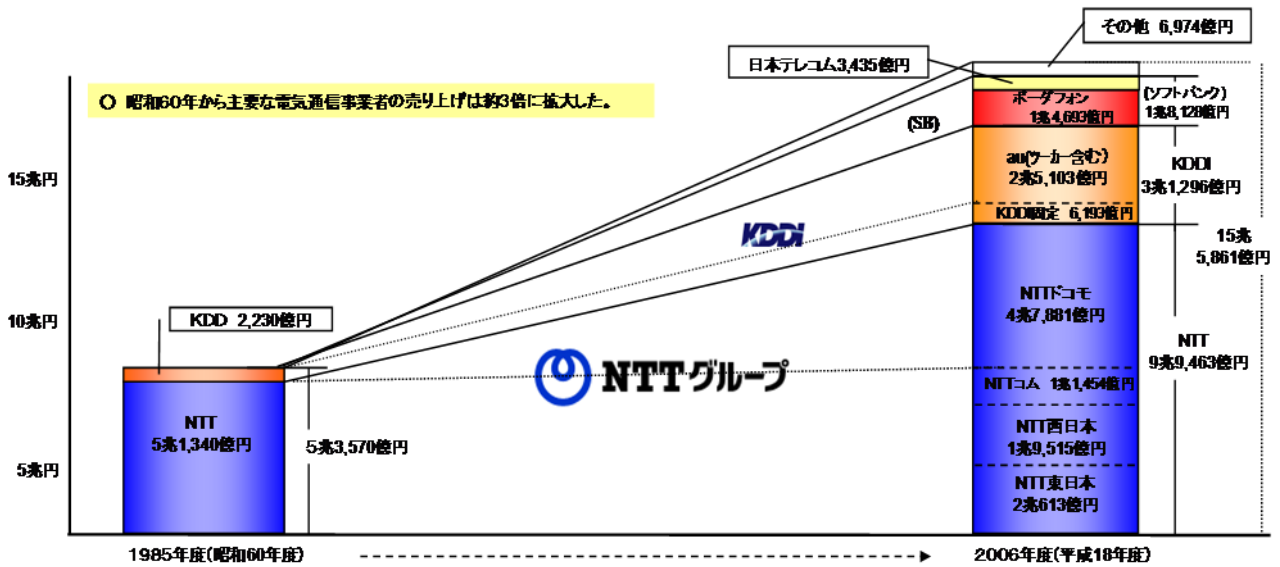 その他 6,974億円
日本テレコム3,435億円
○ 昭和60年から主要な電気通信事業者の売り上げは約3倍に拡大した。
(ソフトバンク)
1兆8,128億円
ボーダフォン
1兆4,693億円
(SB)
au(ツーカー含む)
2兆5,103億円
KDDI
3兆1,296億円
15兆円
KDDI固定 6,193億円
KDDI
15兆
5,861億円
NTTドコモ
4兆7,881億円
10兆円
KDD 2,230億円
NTT
9兆9,463億円
NTTグループ
NTTコム 1兆1,454億円
NTT
5兆1,340億円
5兆3,570億円
NTT西日本
1兆9,515億円
5兆円
NTT東日本
2兆613億円
1985年度(昭和60年度)
2006年度(平成18年度)